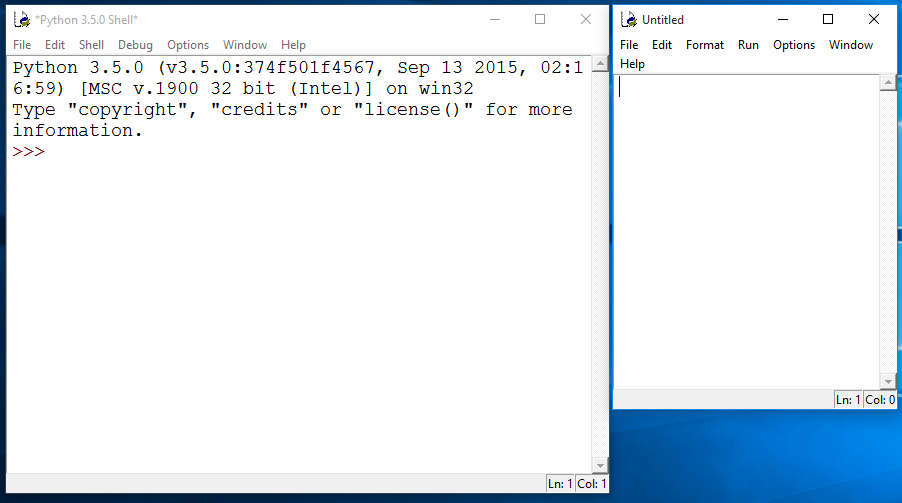 *Python 3.5.0 Shell*
File Edit Shell Debug Options Window Help
Python 3.5.0 (v3.5.0:374f501f4567, Sep 13 2015, 02:1
6:59) [MSC v.1900 32 bit (Intel)] on win32
Type "copyright", "credits" or "license()" for more
information.
>>>
Ln: 1 Col: 1
Untitled
File Edit Format Run Options Window
Help
Ln: 1 Col: 0